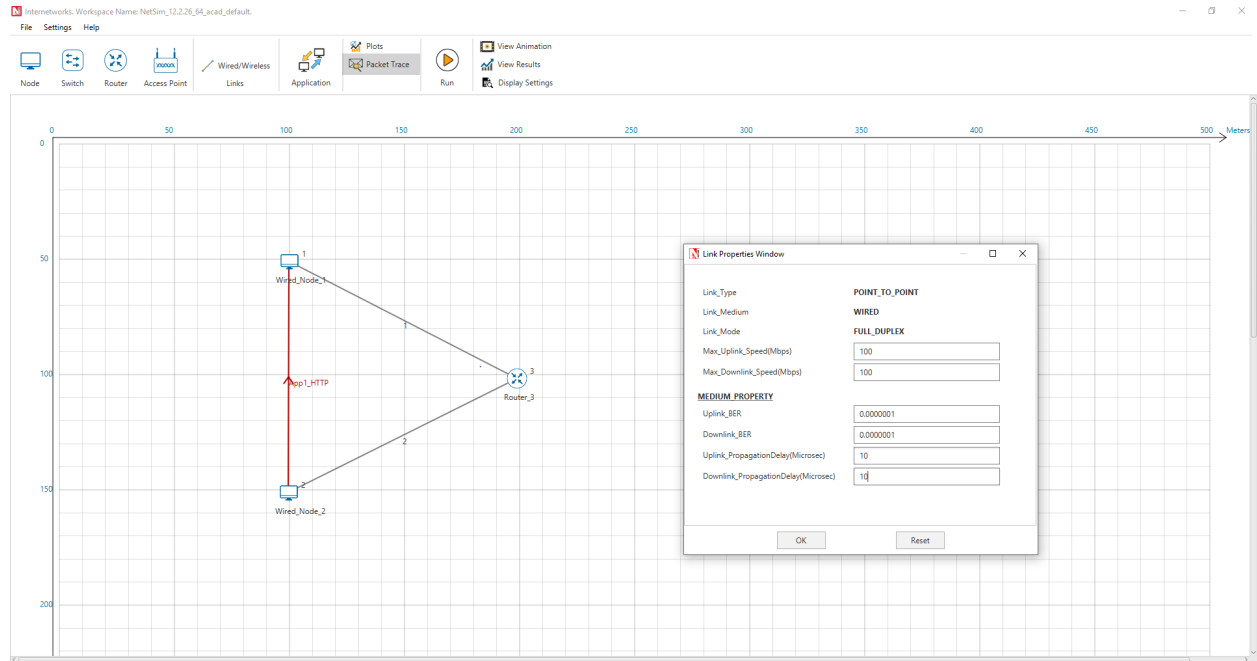 Internetworks. Workspace Name: NetSim_12.2.26_64_acad_default.
File Settings Help
Node
Switch
Router
Access Point
Wired/Wireless
Links
Application
Plots
Packet Trace
Run
View Animation
View Results
Display Settings
0 50 100 150 200 250 300 350 400 450 500 Meters
0
50
100
150
200
1
Wired_Node_1
1
App1_HTTP
3
Router_3
2
2
Wired_Node_2
Link Properties Window
Link_Type POINT_TO_POINT
Link_Medium WIRED
Link_Mode FULL_DUPLEX
Max_Uplink_Speed(Mbps) 100
Max_Downlink_Speed(Mbps) 100
MEDIUM_PROPERTY
Uplink_BER 0.0000001
Downlink_BER 0.0000001
Uplink_PropagationDelay(Microsec) 10
Downlink_PropagationDelay(Microsec) 10
OK Reset